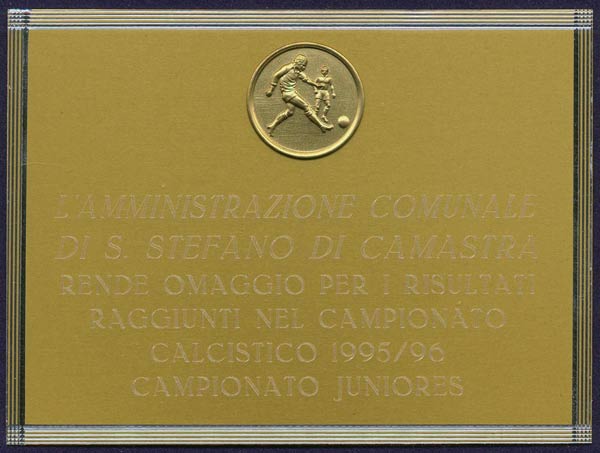 L'AMMINISTRAZIONE COMUNALE
DI S. STEFANO DI CAMASTRA
RENDE OMAGGIO PER I RISULTATI
RAGGIUNTI NEL CAMPIONATO
CALCISTICO 1995/96
CAMPIONATO JUNIORES